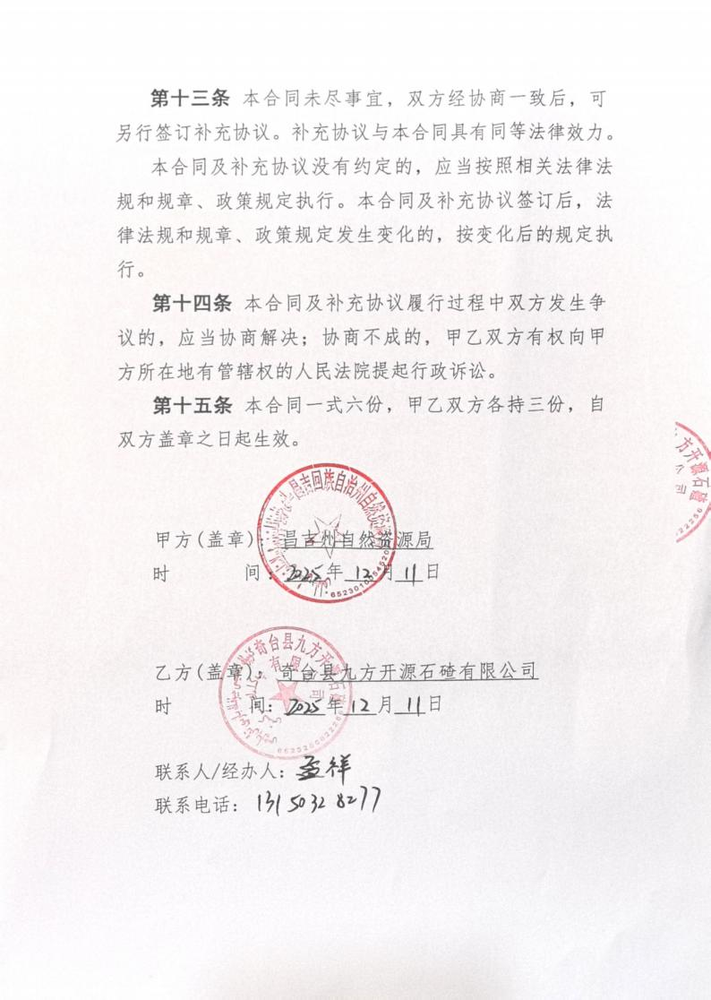 第十三条 本合同未尽事宜，双方经协商一致后，可
另行签订补充协议。补充协议与本合同具有同等法律效力。
本合同及补充协议没有约定的，应当按照相关法律法
规和规章、政策规定执行。本合同及补充协议签订后，法
律法规和规章、政策规定发生变化的，按变化后的规定执
行。
第十四条 本合同及补充协议履行过程中双方发生争
议的，应当协商解决；协商不成的，甲乙双方有权向甲
方所在地有管辖权的人民法院提起行政诉讼。
第十五条 本合同一式六份，甲乙双方各持三份，自
双方盖章之日起生效。
方开源石碴
公司
昌吉回族自治州自然资源局
甲方(盖章)：昌吉州自然资源局
时 间：2025年12月11日
奇台县九方开源石碴
有限公司
乙方(盖章)：奇台县九方开源石碴有限公司
时 间：2025年12月11日
联系人/经办人：孟祥
联系电话：13150328277